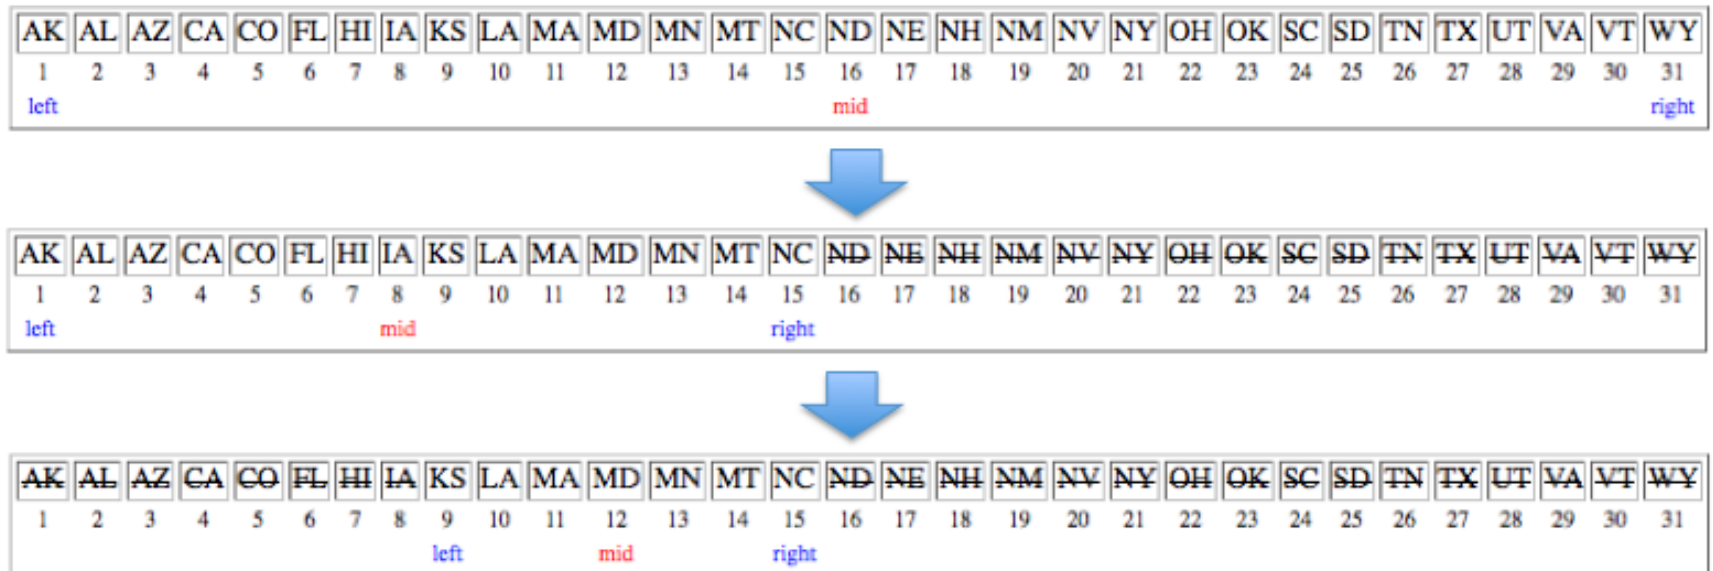 AK AL AZ CA CO FL HI IA KS LA MA MD MN MT NC ND NE NH NM NV NY OH OK SC SD TN TX UT VA VT WY
1 2 3 4 5 6 7 8 9 10 11 12 13 14 15 16 17 18 19 20 21 22 23 24 25 26 27 28 29 30 31
left mid right
AK AL AZ CA CO FL HI IA KS LA MA MD MN MT NC ND NE NH NM NV NY OH OK SC SD TN TX UT VA VT WY
1 2 3 4 5 6 7 8 9 10 11 12 13 14 15 16 17 18 19 20 21 22 23 24 25 26 27 28 29 30 31
left mid right
AK AL AZ CA CO FL HI IA KS LA MA MD MN MT NC ND NE NH NM NV NY OH OK SC SD TN TX UT VA VT WY
1 2 3 4 5 6 7 8 9 10 11 12 13 14 15 16 17 18 19 20 21 22 23 24 25 26 27 28 29 30 31
left mid right